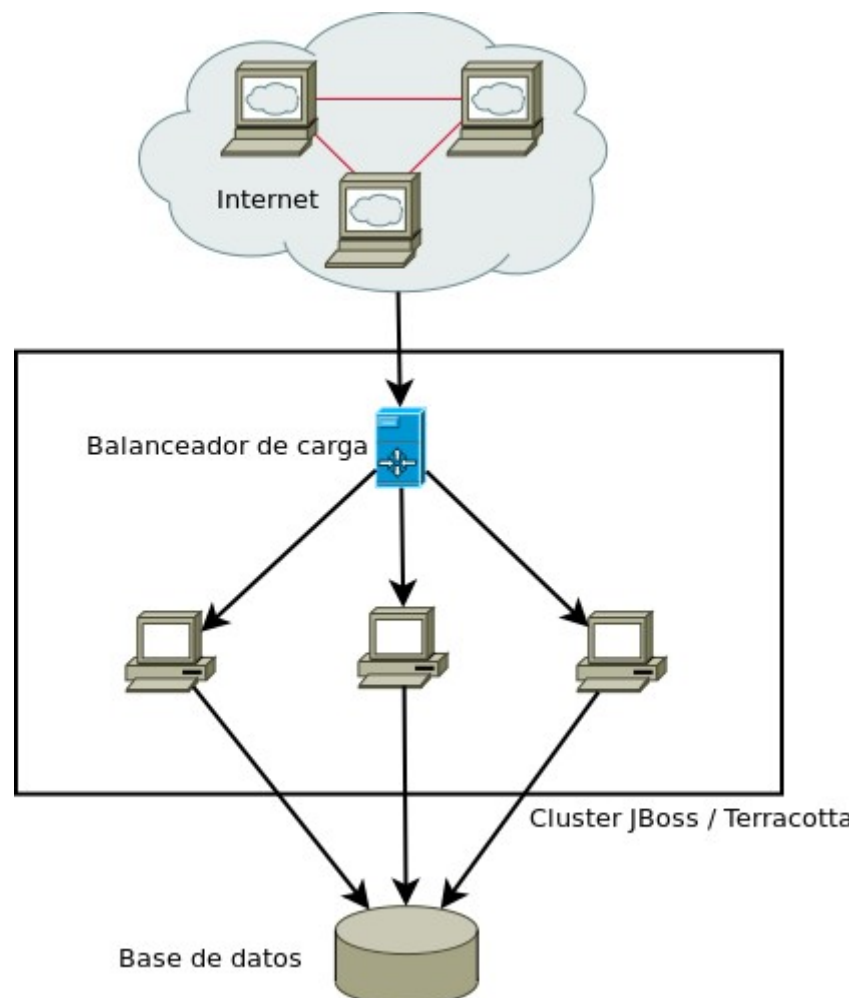 Internet
Balanceador de carga
Cluster JBoss / Terracotta
Base de datos